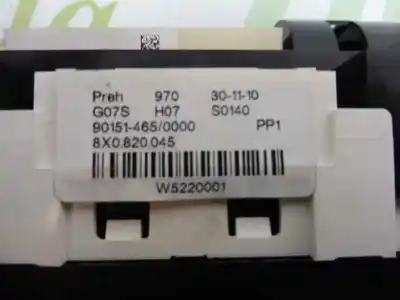 Preh 970 30-11-10
G07S H07 S0140
90151-465/0000 PP1
8X0.820.045
W5220001